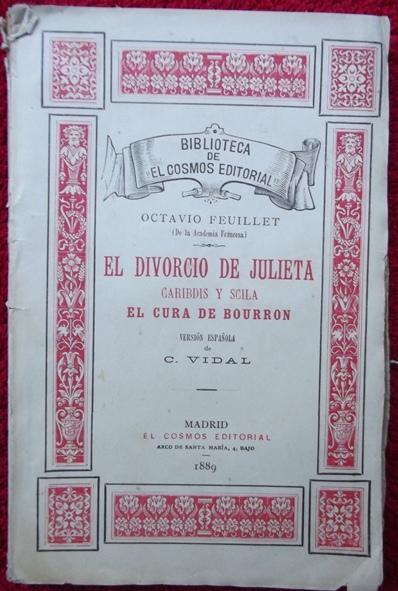 BIBLIOTECA
DE
"EL COSMOS EDITORIAL"
OCTAVIO FEUILLET
(De la Academia Francesa)
EL DIVORCIO DE JULIETA
CARIBDIS Y SCILA
EL CURA DE BOURRON
VERSIÓN ESPAÑOLA
de
C. VIDAL
MADRID
EL COSMOS EDITORIAL
ARCO DE SANTA MARÍA, 4, BAJO
1889